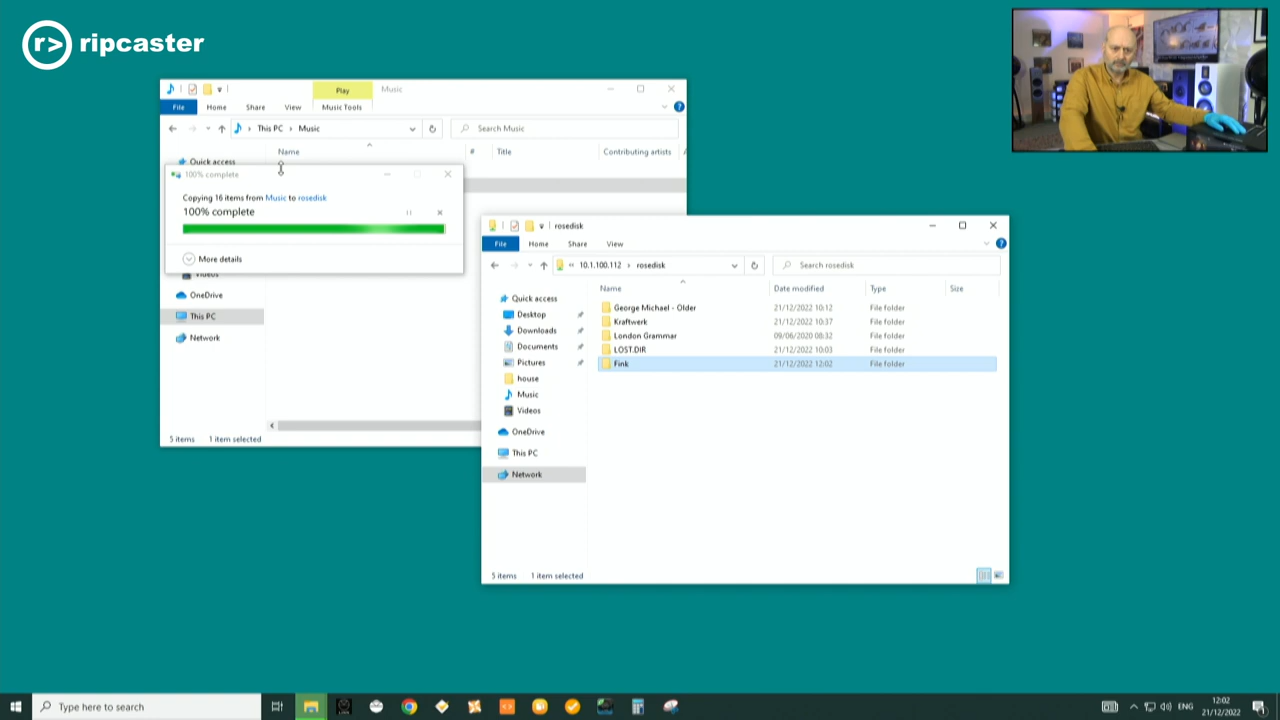 r> ripcaster
Play
Music
File
Home
Share
View
Music Tools
This PC > Music
Search Music
Name
#
Title
Contributing artists
Quick access
100% complete
Copying 16 items from Music to rosedisk
100% complete
More details
Videos
OneDrive
This PC
Network
5 items
1 item selected
rosedisk
File
Home
Share
View
10.1.100.112 > rosedisk
Search rosedisk
Name
Date modified
Type
Size
Quick access
Desktop
Downloads
Documents
Pictures
house
Music
Videos
OneDrive
This PC
Network
George Michael - Older 21/12/2022 10:12 File folder
Kraftwerk 21/12/2022 10:37 File folder
London Grammar 09/06/2020 08:32 File folder
LOST.DIR 21/12/2022 10:03 File folder
Fink 21/12/2022 12:02 File folder
5 items
1 item selected
Type here to search
ENG
12:02
21/12/2022